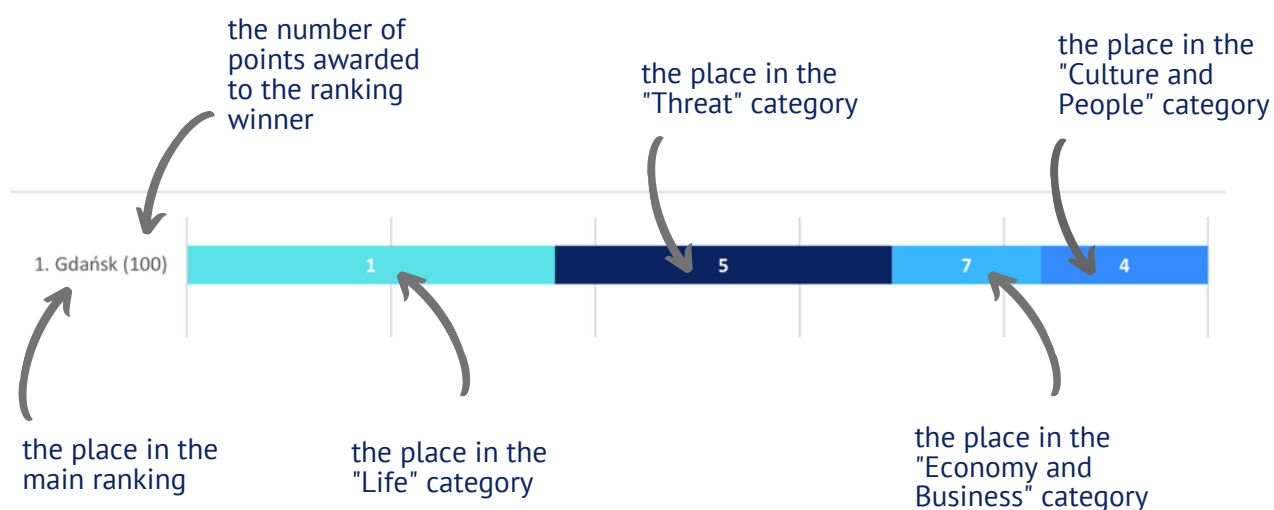 the number of
points awarded
to the ranking
winner
the place in the
"Threat" category
the place in the
"Culture and
People" category
1. Gdańsk (100)
1
5
7
4
the place in the
main ranking
the place in the
"Life" category
the place in the
"Economy and
Business" category